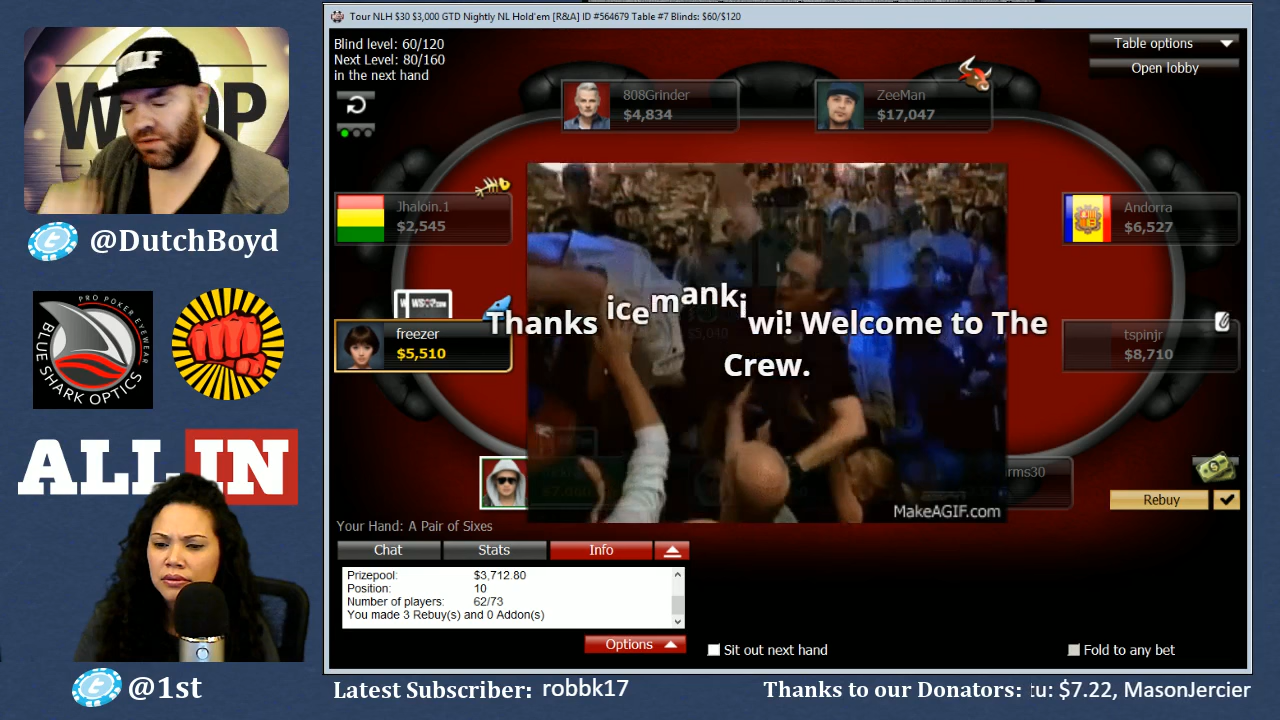 Tour NLH $30 $3,000 GTD Nightly NL Hold'em [R&A] ID #564679 Table #7 Blinds: $60/$120
Blind level: 60/120
Next Level: 80/160
in the next hand
Table options
Open lobby
808Grinder
$4,834
ZeeMan
$17,047
WOLF
@DutchBoyd
Jhaloin.1
$2,545
Andorra
$6,527
WSOP.com
freezer
$5,510
tspinjr
$8,710
Thanks icemankiwi! Welcome to The
Crew.
PRO POKER EYEWEAR
BLUE SHARK OPTICS
ALL IN
rms30
MakeAGIF.com
Rebuy
Your Hand: A Pair of Sixes
Chat
Stats
Info
Prizepool: $3,712.80
Position: 10
Number of players: 62/73
You made 3 Rebuy(s) and 0 Addon(s)
Options
Sit out next hand
Fold to any bet
@1st
Latest Subscriber: robbk17
Thanks to our Donators: tu: $7.22, MasonJercier